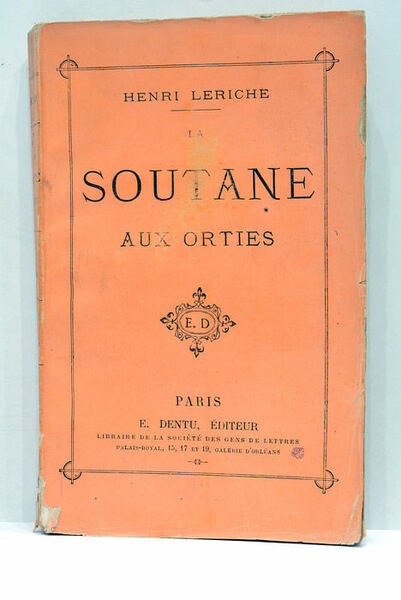 HENRI LERICHE
LA
SOUTANE
AUX ORTIES
E. D
PARIS
E. DENTU, ÉDITEUR
LIBRAIRE DE LA SOCIÉTÉ DES GENS DE LETTRES
PALAIS-ROYAL, 15, 17 ET 19, GALERIE D'ORLÉANS